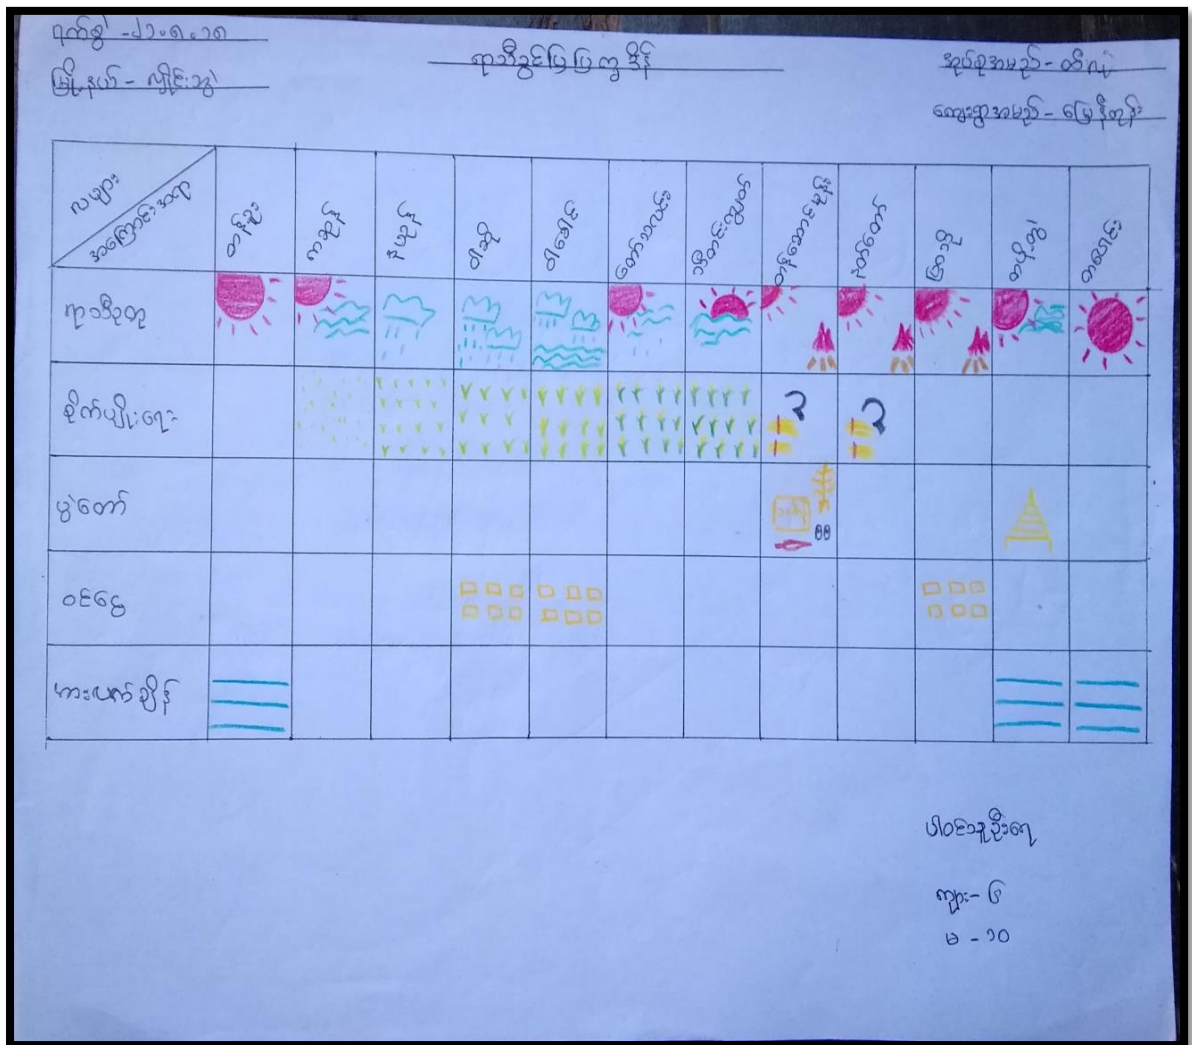 ရက်စွဲ - ၂၁.၈.၁၈
ရာသီခွင်ပြပြက္ခဒိန်
အုပ်စုအမည် - တီလုံ
မြို့နယ် - လှိုင်းဘွဲ
ကျေးရွာအမည် - မြေနီကုန်း
လများ
အကြောင်းအရာ
တန်ခူး
ကဆုန်
နယုန်
ဝါဆို
ဝါခေါင်
တော်သလင်း
သီတင်းကျွတ်
တန်ဆောင်မုန်း
နတ်တော်
ပြာသို
တပို့တွဲ
တပေါင်း
ရာသီဥတု
စိုက်ပျိုးရေး
ပွဲတော်
ဝင်ငွေ
အားလပ်ချိန်
ပါဝင်သူဦးရေ
ကျား - ၆
မ - ၁၀